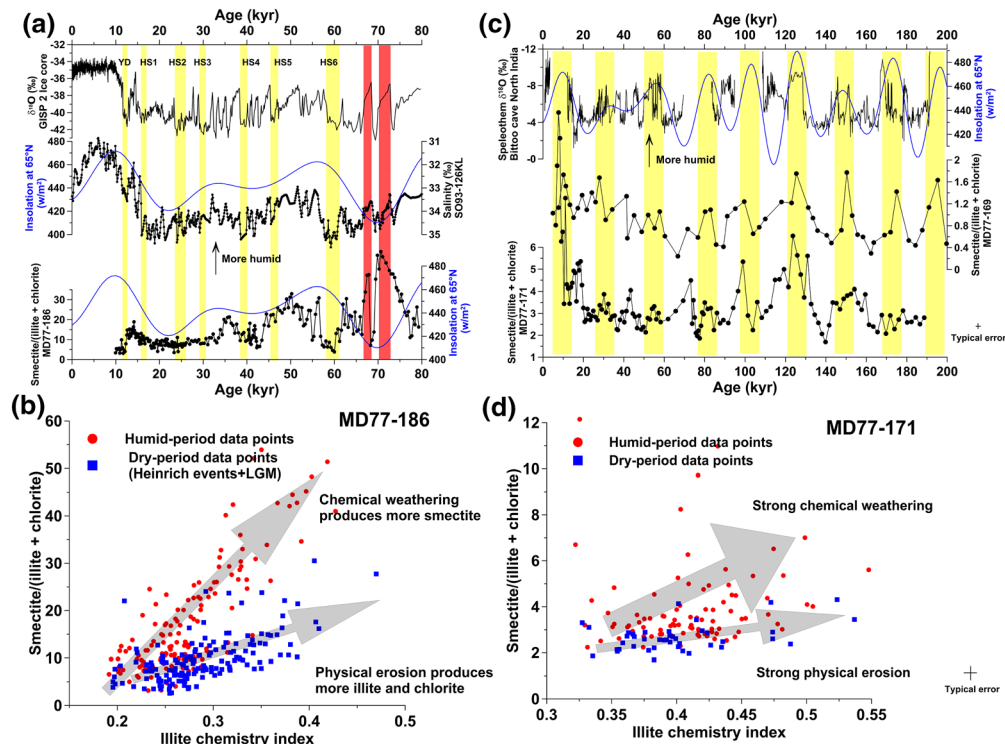 (a)
Age (kyr)
0 10 20 30 40 50 60 70 80
-32
-34
-36
-38
-40
-42
δ¹⁸O (‰)
GISP 2 Ice core
YD HS1 HS2 HS3 HS4 HS5 HS6
480
460
440
420
400
Insolation at 65°N
(w/m²)
31
32
33
34
35
Salinity (‰)
SO93-126KL
More humid
30
20
10
0
Smectite/(illite + chlorite)
MD77-186
480
460
440
420
400
Insolation at 65°N
(w/m²)
0 10 20 30 40 50 60 70 80
Age (kyr)
(c)
Age (kyr)
0 20 40 60 80 100 120 140 160 180 200
-12
-8
-4
-0
Speleothem δ¹⁸O (‰)
Bittoo cave North India
480
460
440
420
Insolation at 65°N
(w/m²)
More humid
2
1.6
1.2
0.8
0.4
0
Smectite/(illite + chlorite)
MD77-169
11
10
9
8
7
6
5
4
3
2
1
Smectite/(illite + chlorite)
MD77-171
Typical error
0 20 40 60 80 100 120 140 160 180 200
Age (kyr)
(b)
MD77-186
Humid-period data points
Dry-period data points
(Heinrich events+LGM)
Chemical weathering
produces more smectite
Physical erosion produces
more illite and chlorite
60
50
40
30
20
10
0
Smectite/(illite + chlorite)
0.2 0.3 0.4 0.5
Illite chemistry index
(d)
MD77-171
Humid-period data points
Dry-period data points
Strong chemical weathering
Strong physical erosion
12
10
8
6
4
2
0
Smectite/(illite + chlorite)
0.3 0.35 0.4 0.45 0.5 0.55
Illite chemistry index
Typical error